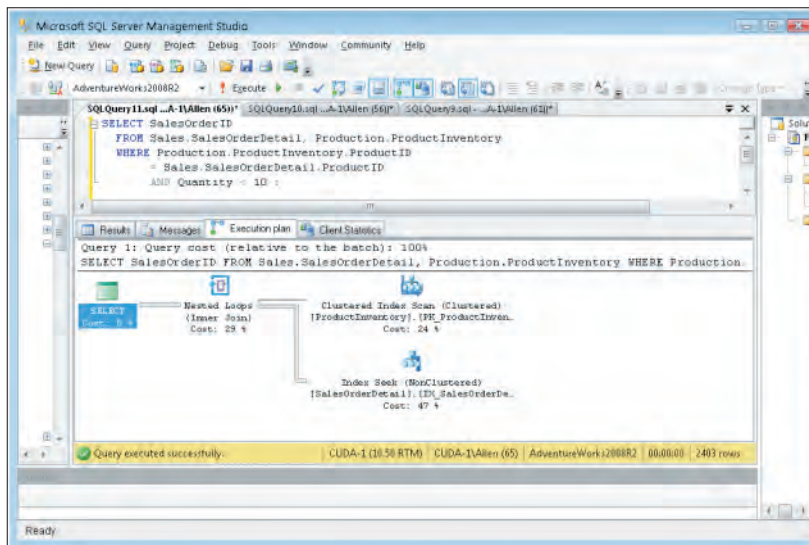 Microsoft SQL Server Management Studio
File Edit View Query Project Debug Tools Window Community Help
New Query
AdventureWorks2008R2 Execute
SQLQuery11.sql ...A-1\Allen (65))* SQLQuery10.sql ...A-1\Allen (56))* SQLQuery9.sql - ...A-1\Allen (61))*
Solu
SELECT SalesOrderID
FROM Sales.SalesOrderDetail, Production.ProductInventory
WHERE Production.ProductInventory.ProductID
= Sales.SalesOrderDetail.ProductID
AND Quantity < 10 ;
Results Messages Execution plan Client Statistics
Query 1: Query cost (relative to the batch): 100%
SELECT SalesOrderID FROM Sales.SalesOrderDetail, Production.ProductInventory WHERE Production.
SELECT
Cost: 0 %
Nested Loops
(Inner Join)
Cost: 29 %
Clustered Index Scan (Clustered)
[ProductInventory].[PK_ProductInven…
Cost: 24 %
Index Seek (NonClustered)
[SalesOrderDetail].[IX_SalesOrderDe…
Cost: 47 %
Query executed successfully. CUDA-1 (10.50 RTM) CUDA-1\Allen (65) AdventureWorks2008R2 00:00:00 2403 rows
Ready